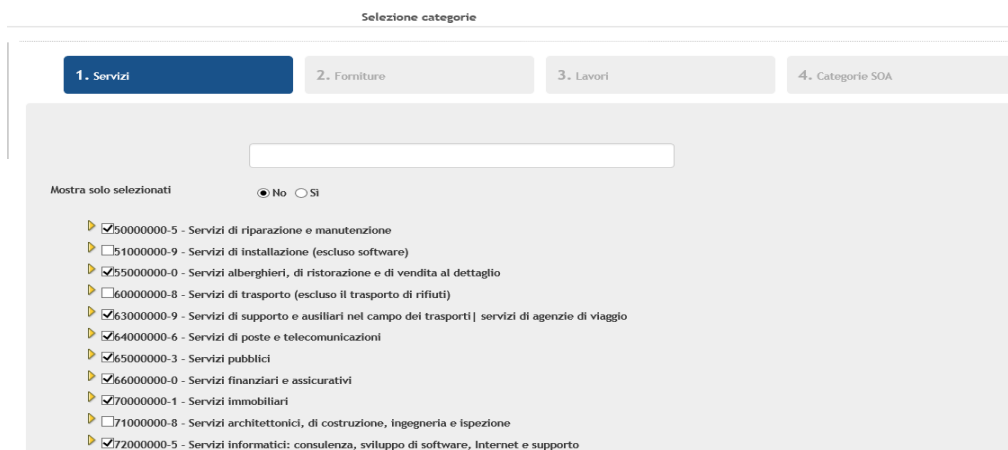 Selezione categorie
1. Servizi
2. Forniture
3. Lavori
4. Categorie SOA
Mostra solo selezionati
No Sì
50000000-5 - Servizi di riparazione e manutenzione
51000000-9 - Servizi di installazione (escluso software)
55000000-0 - Servizi alberghieri, di ristorazione e di vendita al dettaglio
60000000-8 - Servizi di trasporto (escluso il trasporto di rifiuti)
63000000-9 - Servizi di supporto e ausiliari nel campo dei trasporti| servizi di agenzie di viaggio
64000000-6 - Servizi di poste e telecomunicazioni
65000000-3 - Servizi pubblici
66000000-0 - Servizi finanziari e assicurativi
70000000-1 - Servizi immobiliari
71000000-8 - Servizi architettonici, di costruzione, ingegneria e ispezione
72000000-5 - Servizi informatici: consulenza, sviluppo di software, Internet e supporto